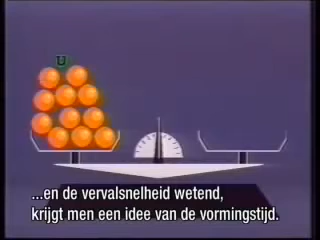 U
...en de vervalsnelheid wetend,
krijgt men een idee van de vormingstijd.